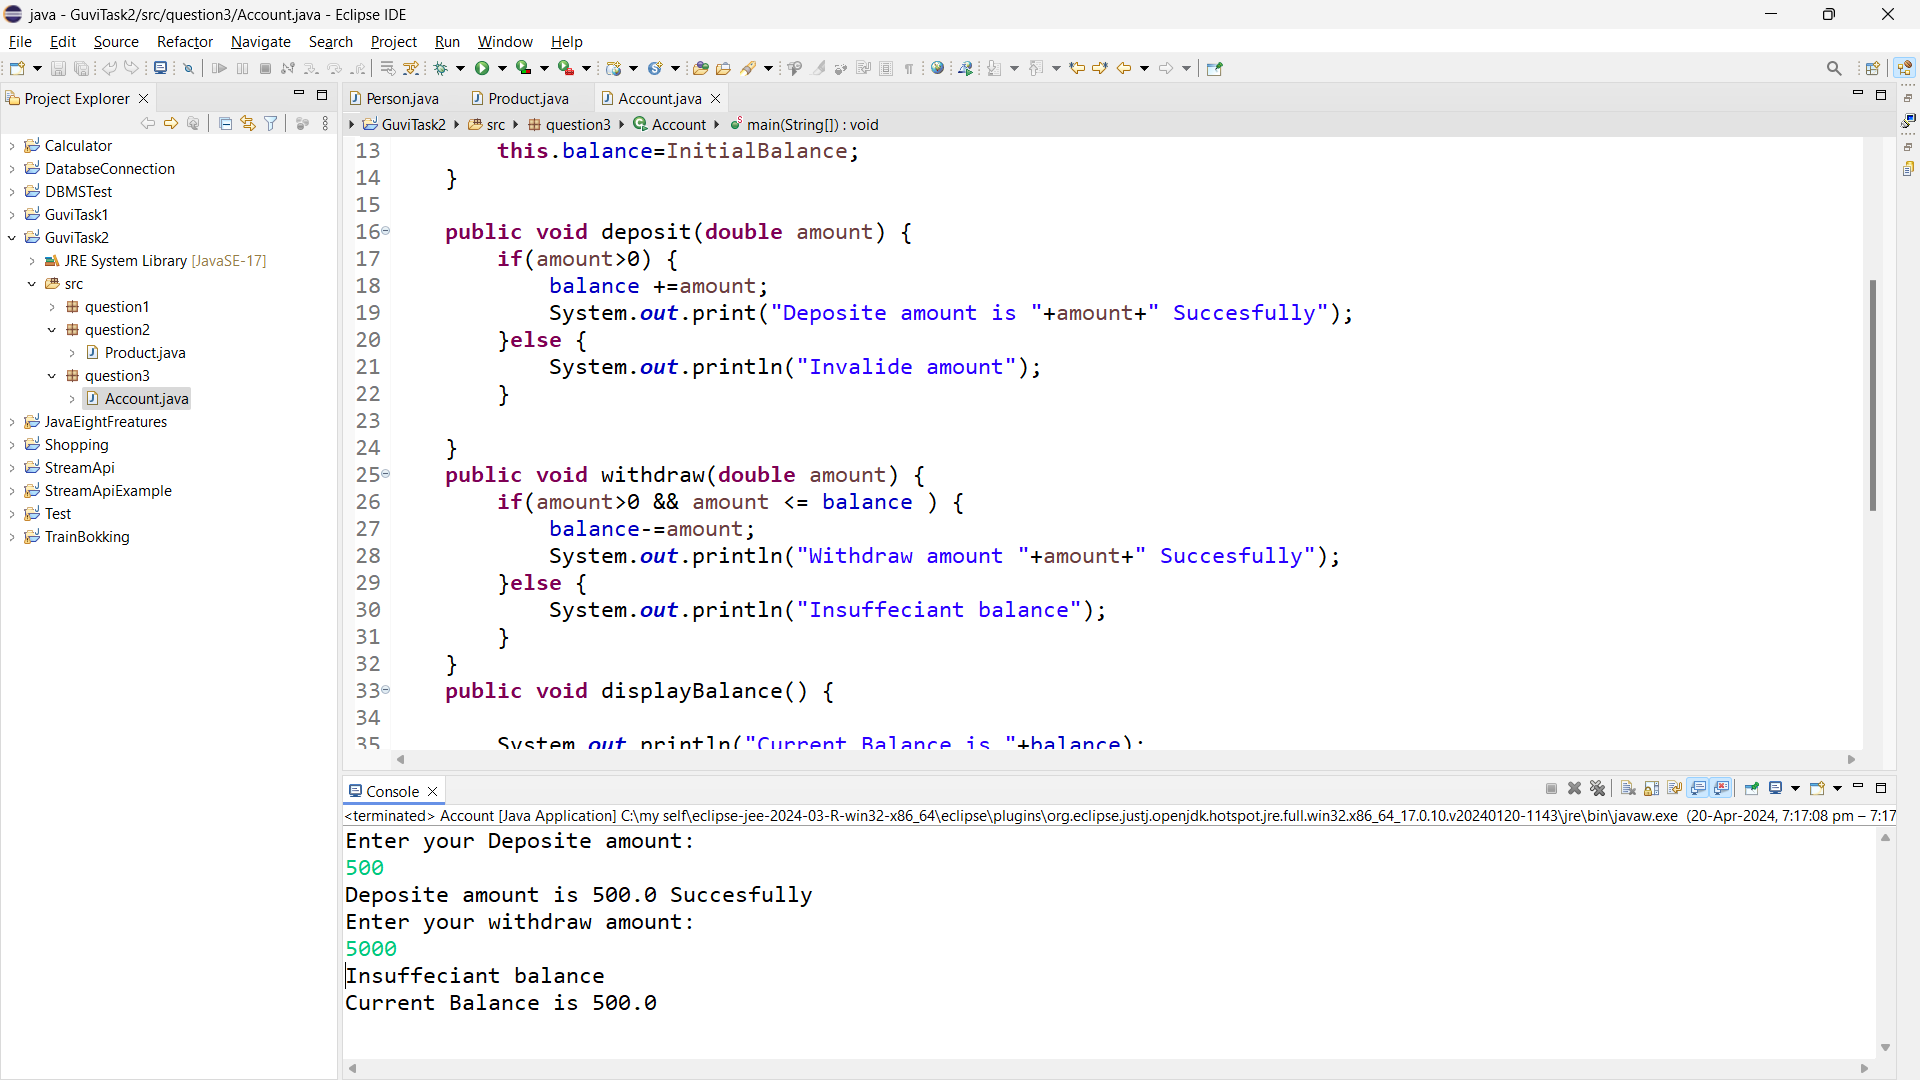 java - GuviTask2/src/question3/Account.java - Eclipse IDE
File Edit Source Refactor Navigate Search Project Run Window Help
Project Explorer
Calculator
DatabseConnection
DBMSTest
GuviTask1
GuviTask2
JRE System Library [JavaSE-17]
src
question1
question2
Product.java
question3
Account.java
JavaEightFreatures
Shopping
StreamApi
StreamApiExample
Test
TrainBokking
Person.java Product.java Account.java
GuviTask2 src question3 Account main(String[]) : void
13 this.balance=InitialBalance;
14 }
15
16 public void deposit(double amount) {
17 if(amount>0) {
18 balance +=amount;
19 System.out.print("Deposite amount is "+amount+" Succesfully");
20 }else {
21 System.out.println("Invalide amount");
22 }
23
24 }
25 public void withdraw(double amount) {
26 if(amount>0 && amount <= balance ) {
27 balance-=amount;
28 System.out.println("Withdraw amount "+amount+" Succesfully");
29 }else {
30 System.out.println("Insuffeciant balance");
31 }
32 }
33 public void displayBalance() {
34
35 System.out.println("Current Balance is "+balance);
Console
<terminated> Account [Java Application] C:\my self\eclipse-jee-2024-03-R-win32-x86_64\eclipse\plugins\org.eclipse.justj.openjdk.hotspot.jre.full.win32.x86_64_17.0.10.v20240120-1143\jre\bin\javaw.exe (20-Apr-2024, 7:17:08 pm – 7:17
Enter your Deposite amount:
500
Deposite amount is 500.0 Succesfully
Enter your withdraw amount:
5000
Insuffeciant balance
Current Balance is 500.0